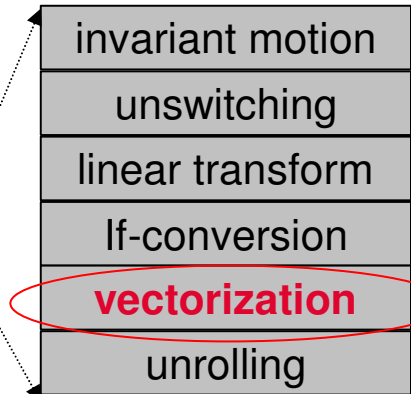 invariant motion
unswitching
linear transform
If-conversion
vectorization
unrolling